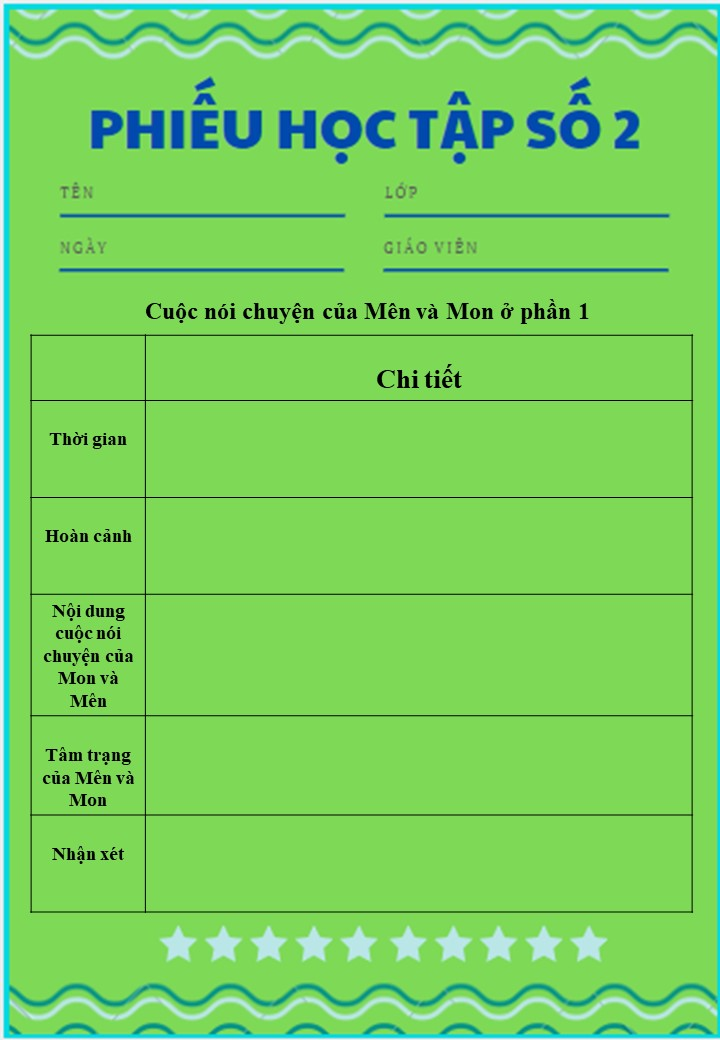 PHIẾU HỌC TẬP SỐ 2
TÊN
LỚP
NGÀY
GIÁO VIÊN
Cuộc nói chuyện của Mên và Mon ở phần 1
Chi tiết
Thời gian
Hoàn cảnh
Nội dung
cuộc nói
chuyện của
Mon và
Mên
Tâm trạng
của Mên và
Mon
Nhận xét